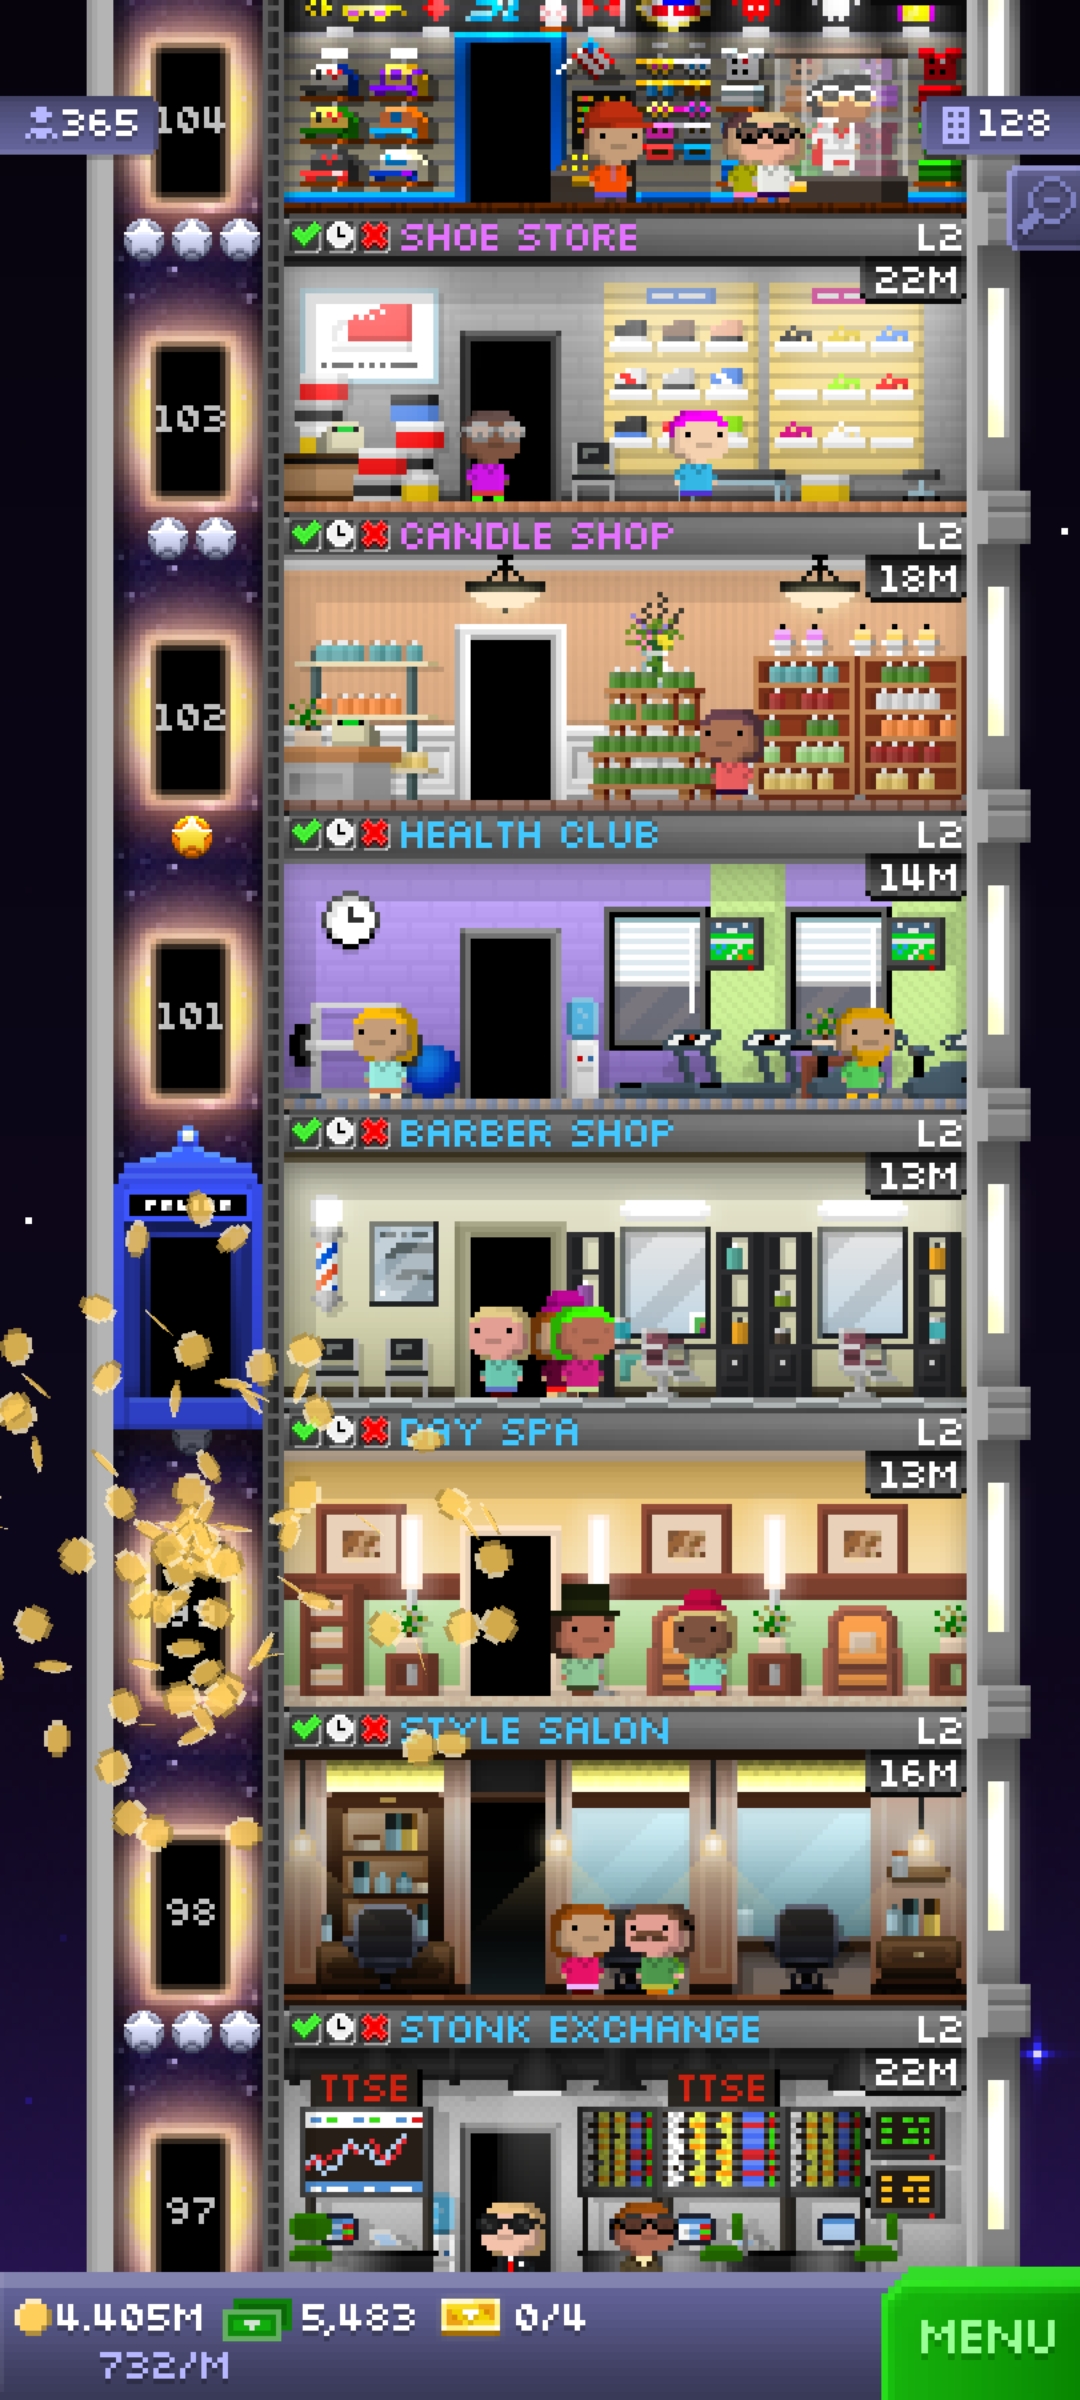 104
365
128
SHOE STORE L2
22M
103
CANDLE SHOP L2
18M
102
HEALTH CLUB L2
14M
101
BARBER SHOP L2
13M
DAY SPA L2
13M
STYLE SALON L2
16M
98
STONK EXCHANGE L2
22M
TTSE TTSE
97
4.405M 5,483 0/4
732/M
MENU